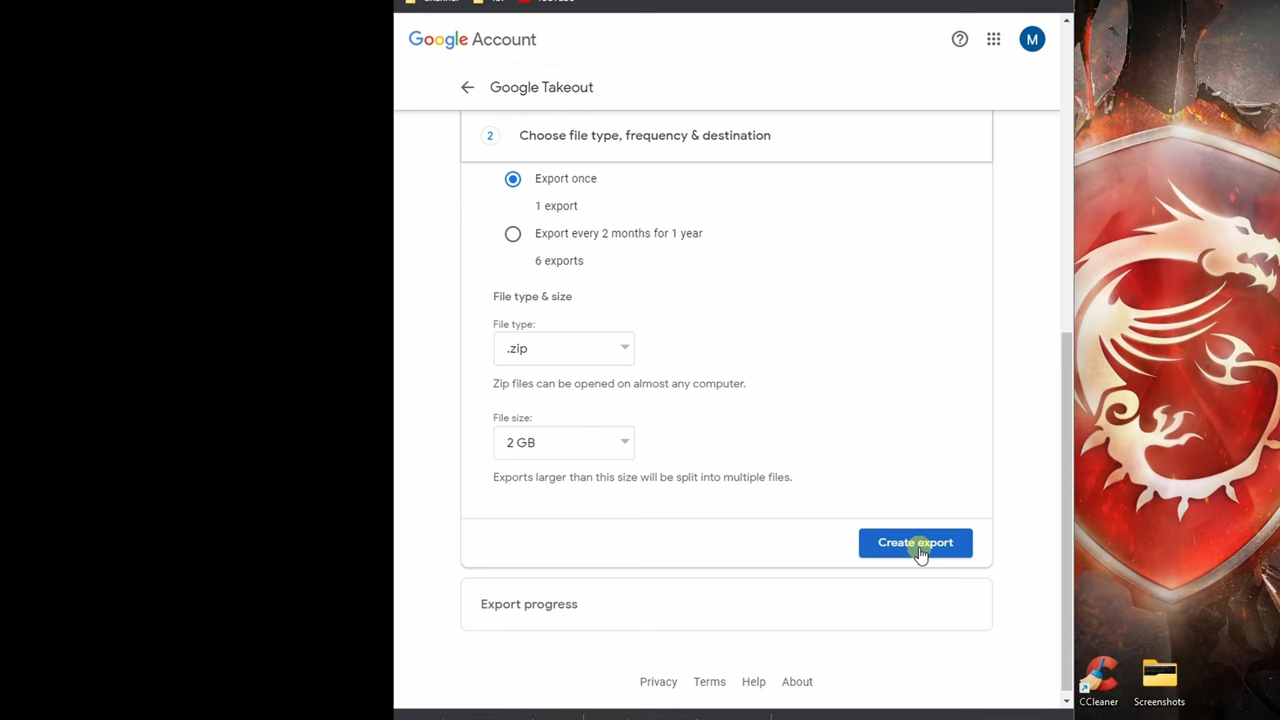 YOUTUBE
Google Account
M
Google Takeout
2 Choose file type, frequency & destination
Export once
1 export
Export every 2 months for 1 year
6 exports
File type & size
File type:
.zip
Zip files can be opened on almost any computer.
File size:
2 GB
Exports larger than this size will be split into multiple files.
Create export
Export progress
Privacy Terms Help About
CCleaner Screenshots